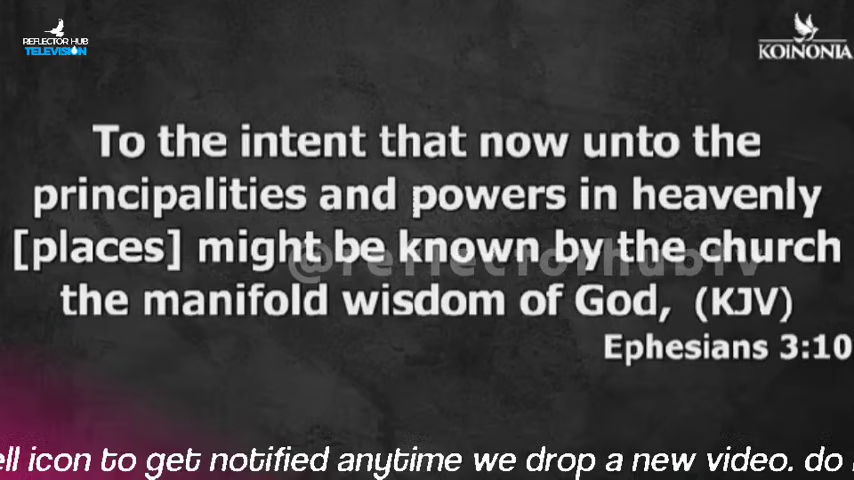 REFLECTOR HUB
TELEVISION
KOINONIA
To the intent that now unto the
principalities and powers in heavenly
[places] might be known by the church
@reflectorhubtv
the manifold wisdom of God, (KJV)
Ephesians 3:10
icon to get notified anytime we drop a new video. do